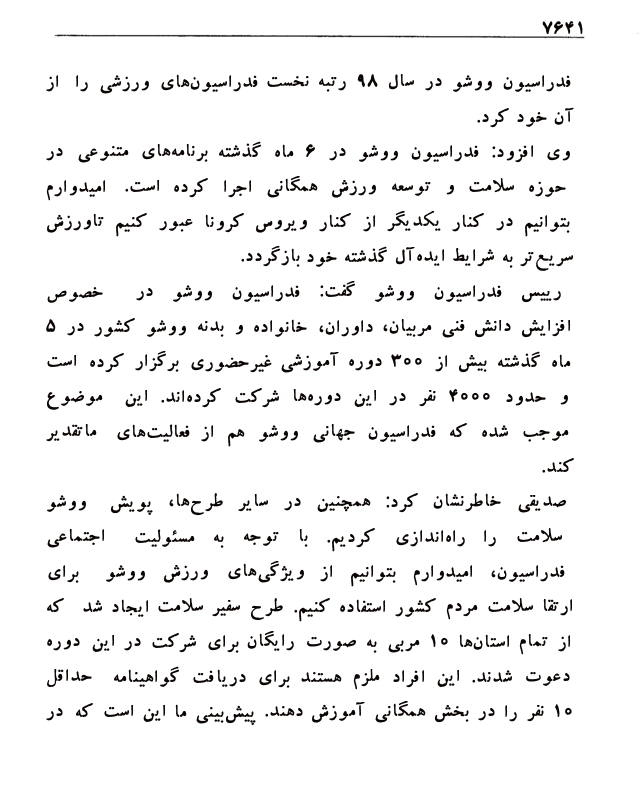 ۷۶۴۱
فدراسیون ووشو در سال ۹۸ رتبه نخست فدراسیون‌های ورزشی را از
آن خود کرد.
وی افزود: فدراسیون ووشو در ۶ ماه گذشته برنامه‌های متنوعی در
حوزه سلامت و توسعه ورزش همگانی اجرا کرده است. امیدوارم
بتوانیم در کنار یکدیگر از کنار ویروس کرونا عبور کنیم تاورزش
سریع‌تر به شرایط ایده‌آل گذشته خود بازگردد.
رییس فدراسیون ووشو گفت: فدراسیون ووشو در خصوص
افزایش دانش فنی مربیان، داوران، خانواده و بدنه ووشو کشور در ۵
ماه گذشته بیش از ۳۰۰ دوره آموزشی غیرحضوری برگزار کرده است
و حدود ۴۰۰۰ نفر در این دوره‌ها شرکت کرده‌اند. این موضوع
موجب شده که فدراسیون جهانی ووشو هم از فعالیت‌های ماتقدیر
کند.
صدیقی خاطرنشان کرد: همچنین در سایر طرح‌ها، پویش ووشو
سلامت را راه‌اندازی کردیم. با توجه به مسئولیت اجتماعی
فدراسیون، امیدوارم بتوانیم از ویژگی‌های ورزش ووشو برای
ارتقا سلامت مردم کشور استفاده کنیم. طرح سفیر سلامت ایجاد شد که
از تمام استان‌ها ۱۰ مربی به صورت رایگان برای شرکت در این دوره
دعوت شدند. این افراد ملزم هستند برای دریافت گواهینامه حداقل
۱۰ نفر را در بخش همگانی آموزش دهند. پیش‌بینی ما این است که در